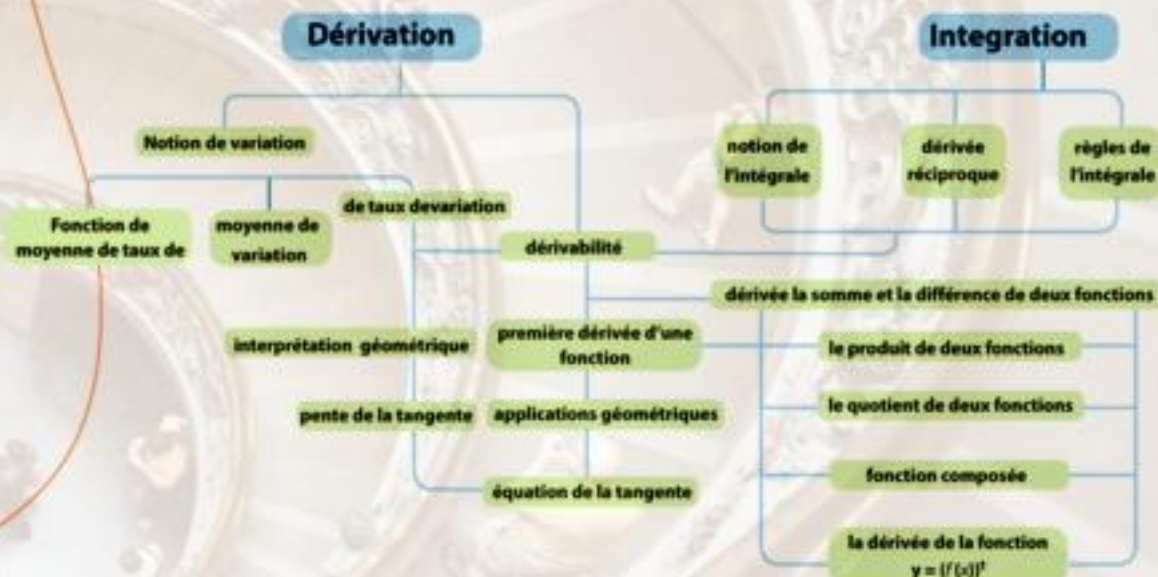 Dérivation
Integration
Notion de variation
notion de
l'intégrale
dérivée
réciproque
règles de
l'intégrale
Fonction de
moyenne de taux de
moyenne de
variation
de taux devariation
dérivabilité
dérivée la somme et la différence de deux fonctions
interprétation géométrique
première dérivée d'une
fonction
le produit de deux fonctions
pente de la tangente
applications géométriques
le quotient de deux fonctions
équation de la tangente
fonction composée
la dérivée de la fonction
y = (f(x))